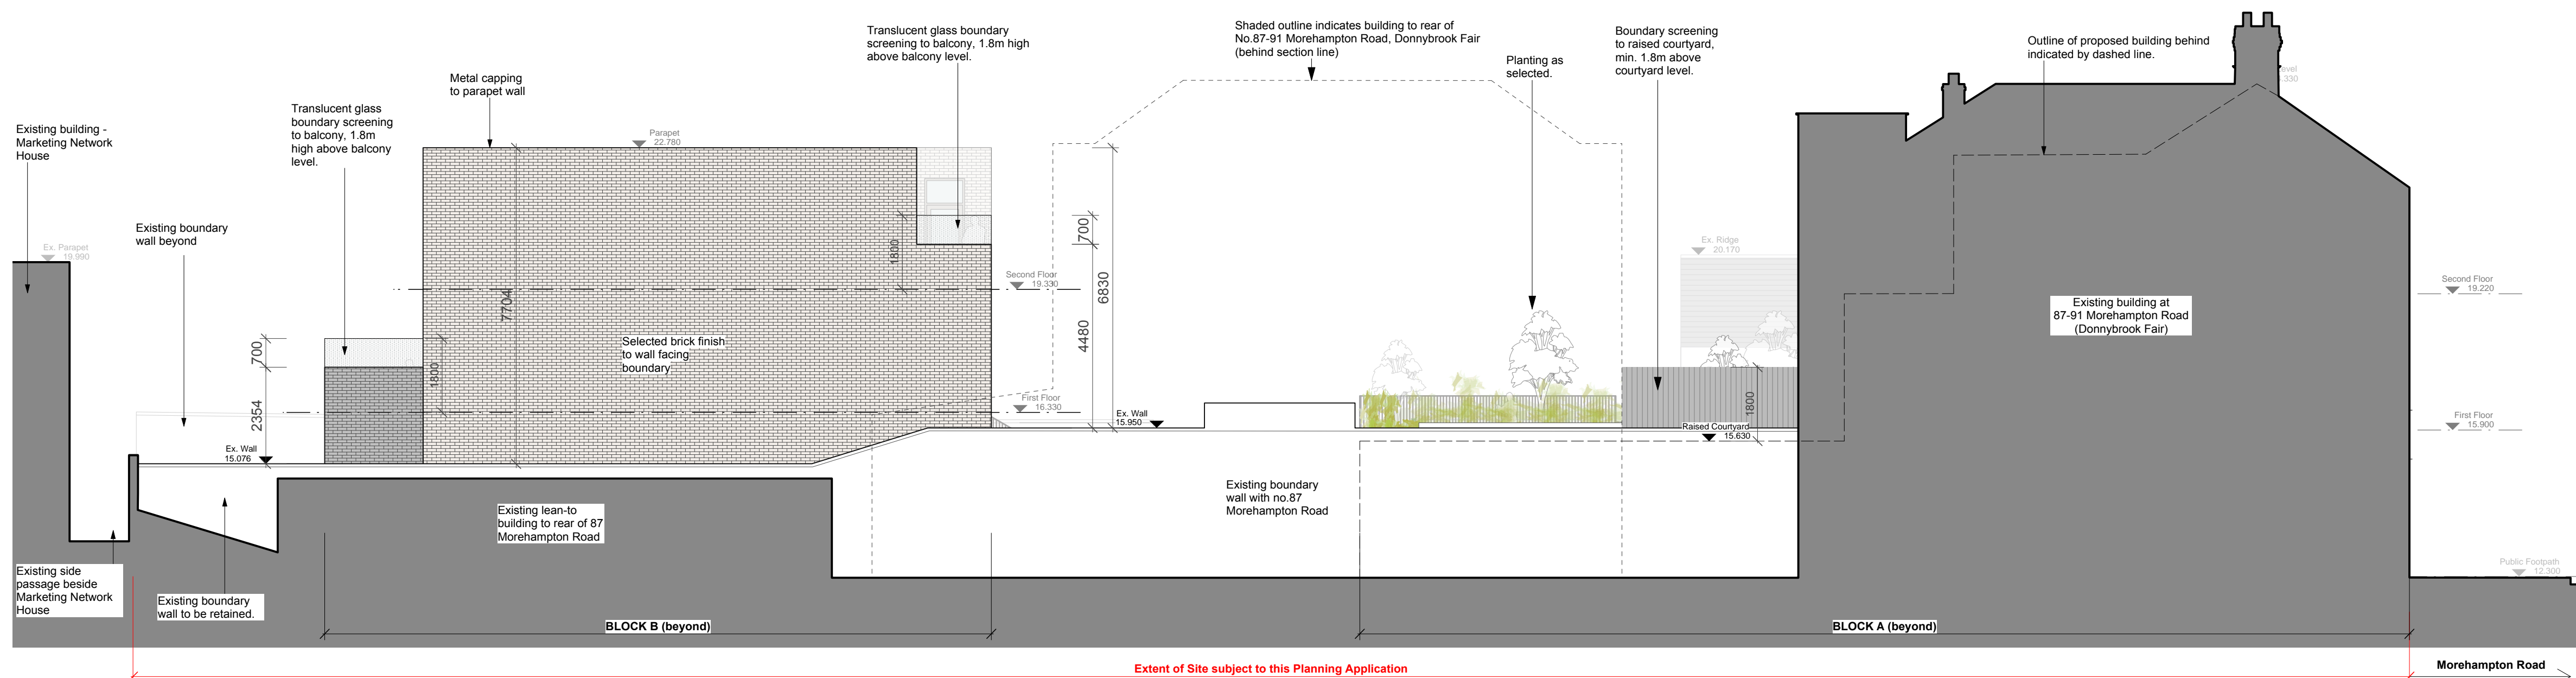 Existing building -
Marketing Network
House
Ex. Parapet
19.990
Existing boundary
wall beyond
Translucent glass
boundary screening
to balcony, 1.8m
high above balcony
level.
Metal capping
to parapet wall
Parapet
22.780
Translucent glass boundary
screening to balcony, 1.8m high
above balcony level.
Shaded outline indicates building to rear of
No.87-91 Morehampton Road, Donnybrook Fair
(behind section line)
Planting as
selected.
Boundary screening
to raised courtyard,
min. 1.8m above
courtyard level.
Outline of proposed building behind
indicated by dashed line.
.330
1800
700
Second Floor
19.330
6830
7704
4480
Ex. Ridge
20.170
Existing building at
87-91 Morehampton Road
(Donnybrook Fair)
Second Floor
19.220
700
1800
2354
Selected brick finish
to wall facing
boundary
First Floor
16.330
Ex. Wall
15.950
1800
Raised Courtyard
15.630
First Floor
15.900
Ex. Wall
15.076
Existing lean-to
building to rear of 87
Morehampton Road
Existing boundary
wall with no.87
Morehampton Road
Public Footpath
12.300
Existing side
passage beside
Marketing Network
House
Existing boundary
wall to be retained.
BLOCK B (beyond)
BLOCK A (beyond)
Extent of Site subject to this Planning Application
Morehampton Road